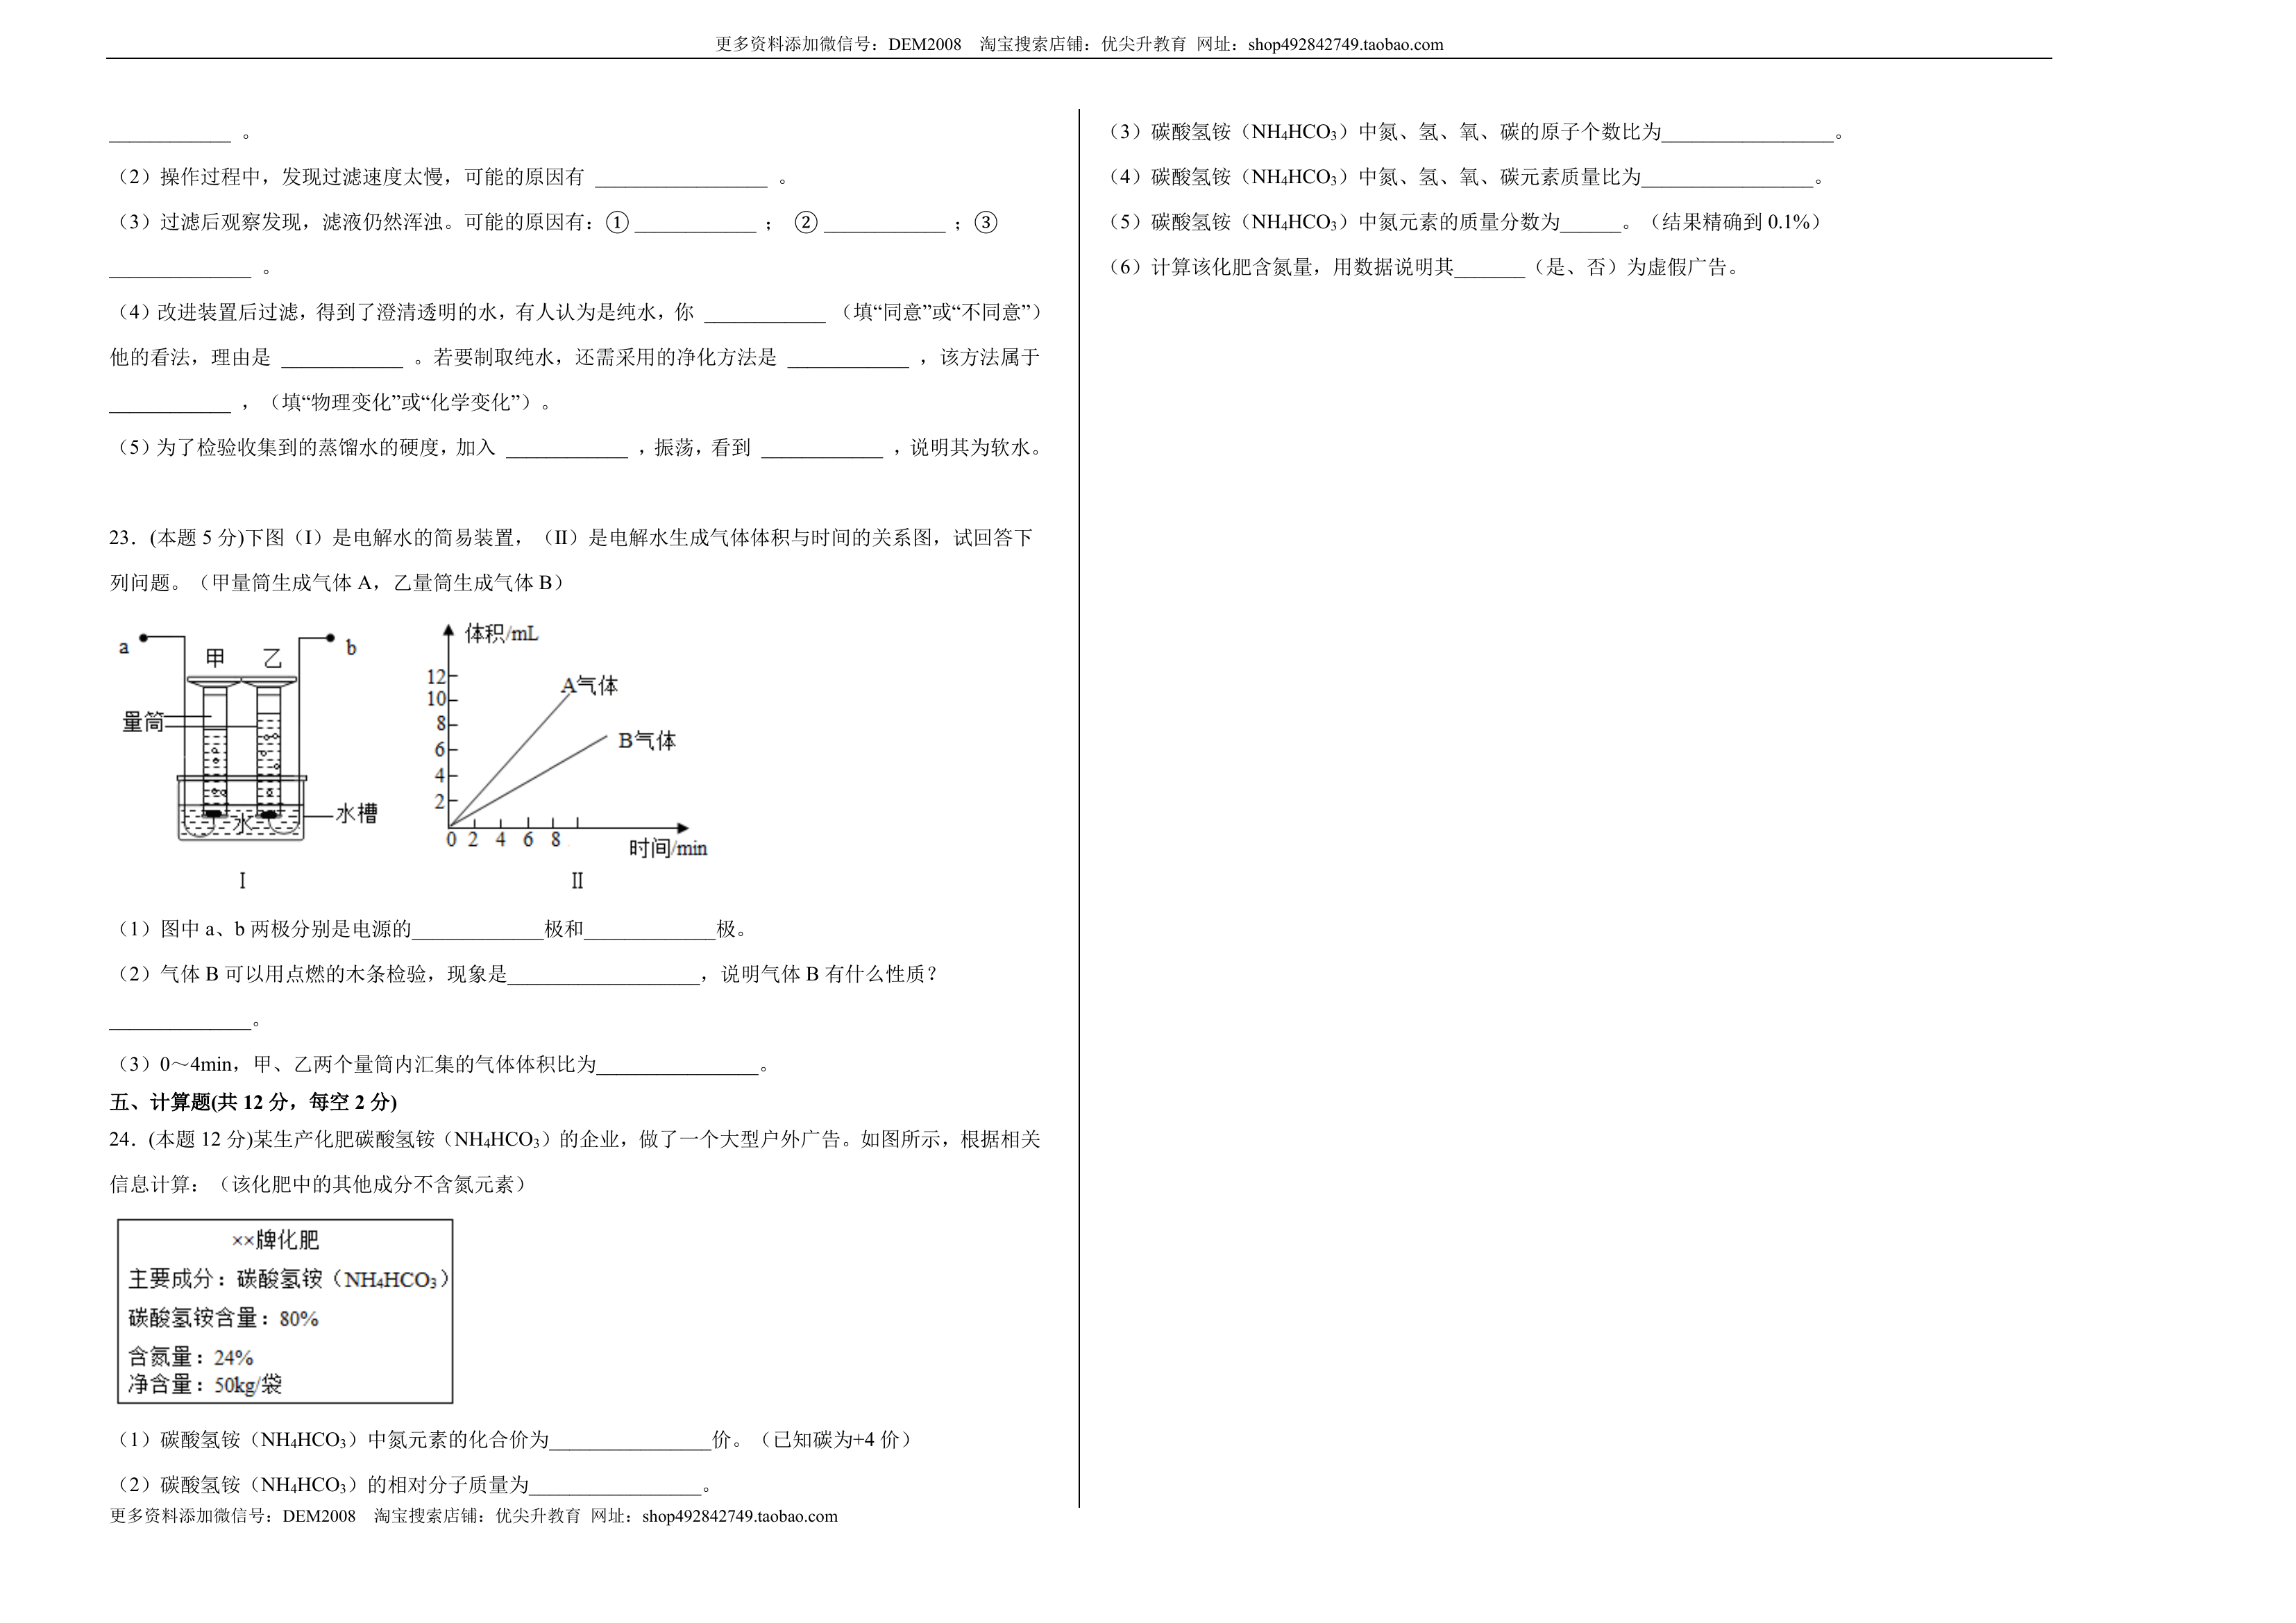 更多资料添加微信号：DEM2008 淘宝搜索店铺：优尖升教育 网址：shop492842749.taobao.com
____________ 。
（2）操作过程中，发现过滤速度太慢，可能的原因有 _________________ 。
（3）过滤后观察发现，滤液仍然浑浊。可能的原因有：① ____________ ； ② ____________ ；③
______________ 。
（4）改进装置后过滤，得到了澄清透明的水，有人认为是纯水，你 ____________ （填“同意”或“不同意”）
他的看法，理由是 ____________ 。若要制取纯水，还需采用的净化方法是 ____________ ，该方法属于
____________ ，（填“物理变化”或“化学变化”）。
（5）为了检验收集到的蒸馏水的硬度，加入 ____________ ，振荡，看到 ____________ ，说明其为软水。
23．(本题 5 分)下图（I）是电解水的简易装置，（II）是电解水生成气体体积与时间的关系图，试回答下
列问题。（甲量筒生成气体 A，乙量筒生成气体 B）
a
甲 乙
b
量筒
水
水槽
I
体积/mL
12
10
8
6
4
2
A气体
B气体
0 2 4 6 8
时间/min
II
（1）图中 a、b 两极分别是电源的_____________极和_____________极。
（2）气体 B 可以用点燃的木条检验，现象是___________________，说明气体 B 有什么性质？
______________。
（3）0～4min，甲、乙两个量筒内汇集的气体体积比为________________。
五、计算题(共 12 分，每空 2 分)
24．(本题 12 分)某生产化肥碳酸氢铵（NH₄HCO₃）的企业，做了一个大型户外广告。如图所示，根据相关
信息计算：（该化肥中的其他成分不含氮元素）
××牌化肥
主要成分：碳酸氢铵（NH₄HCO₃）
碳酸氢铵含量：80%
含氮量：24%
净含量：50kg/袋
（1）碳酸氢铵（NH₄HCO₃）中氮元素的化合价为________________价。（已知碳为+4 价）
（2）碳酸氢铵（NH₄HCO₃）的相对分子质量为_________________。
（3）碳酸氢铵（NH₄HCO₃）中氮、氢、氧、碳的原子个数比为_________________。
（4）碳酸氢铵（NH₄HCO₃）中氮、氢、氧、碳元素质量比为_________________。
（5）碳酸氢铵（NH₄HCO₃）中氮元素的质量分数为______。（结果精确到 0.1%）
（6）计算该化肥含氮量，用数据说明其_______（是、否）为虚假广告。
更多资料添加微信号：DEM2008 淘宝搜索店铺：优尖升教育 网址：shop492842749.taobao.com